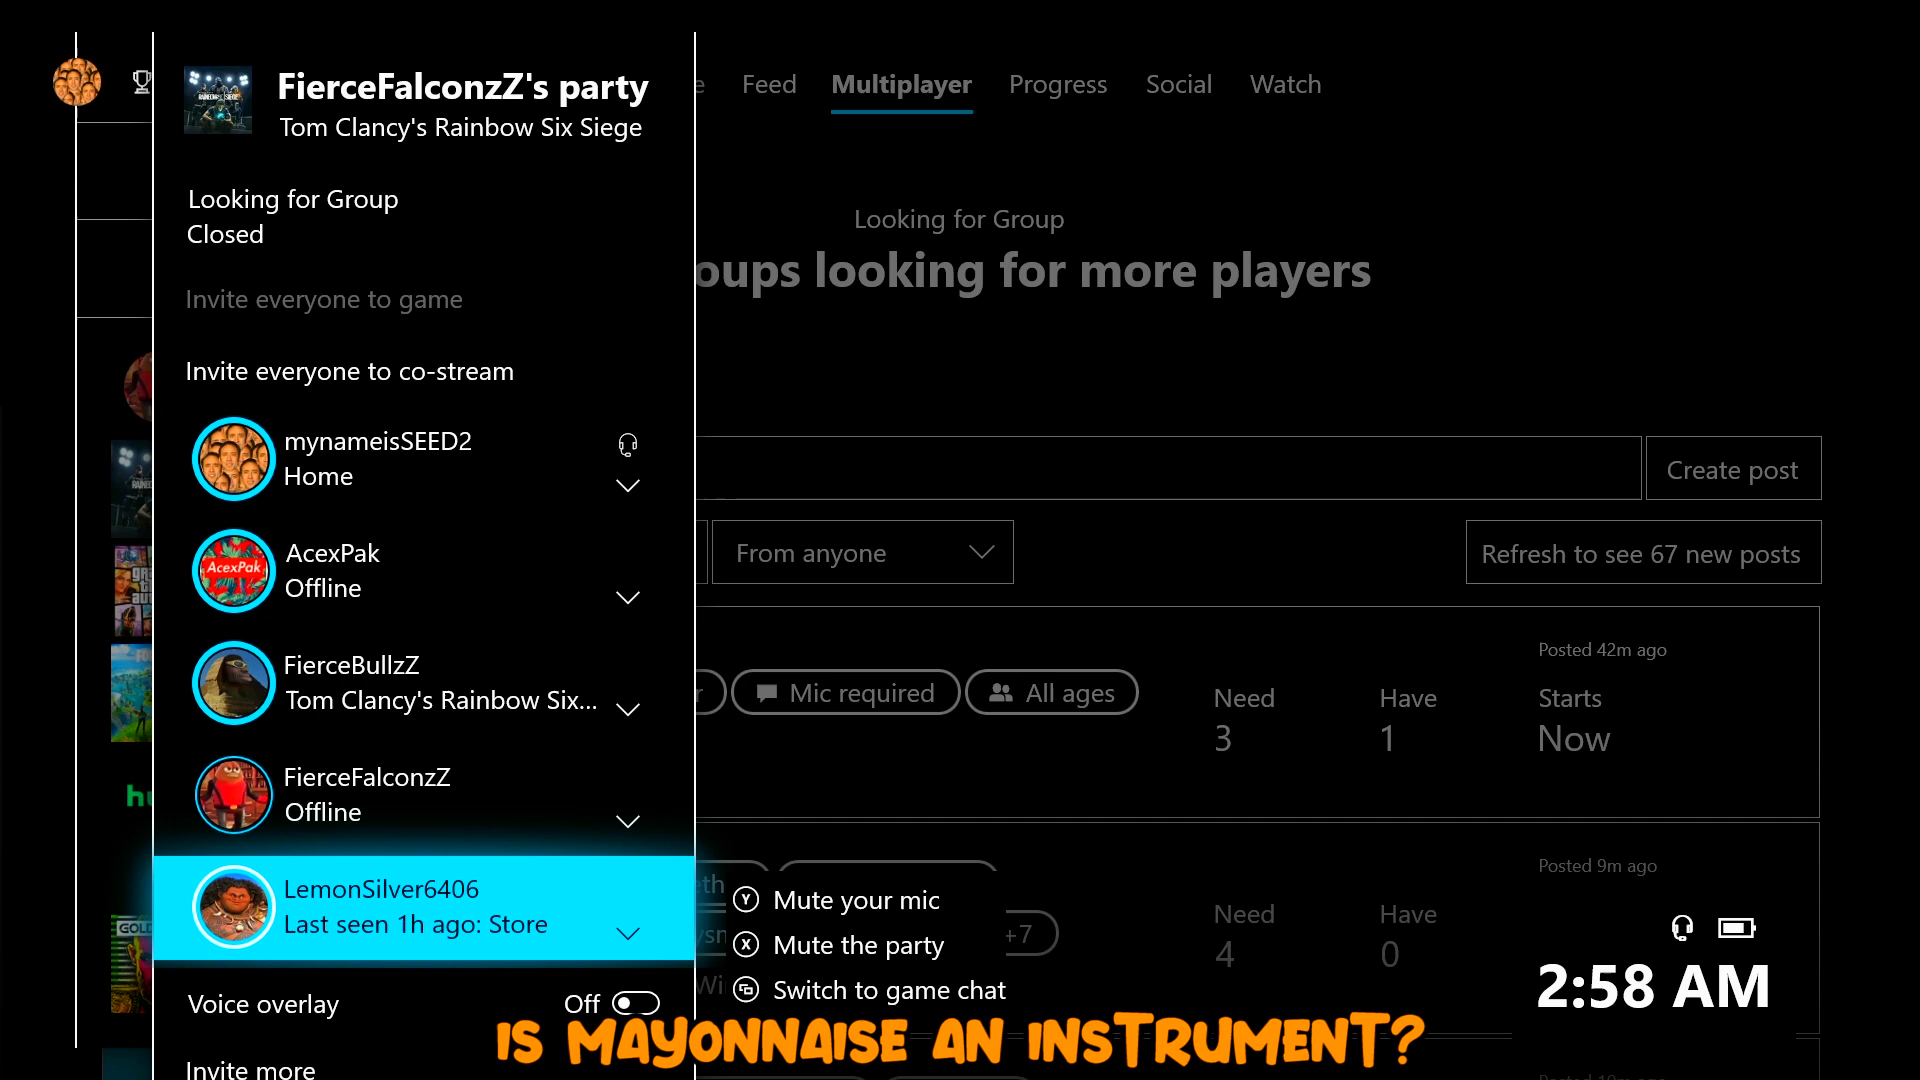 FierceFalconzZ's party
Tom Clancy's Rainbow Six Siege
Looking for Group
Closed
Invite everyone to game
Invite everyone to co-stream
mynameisSEED2
Home
AcexPak
AcexPak
Offline
FierceBullzZ
Tom Clancy's Rainbow Six...
FierceFalconzZ
Offline
LemonSilver6406
Last seen 1h ago: Store
Voice overlay Off
Invite more
e Feed Multiplayer Progress Social Watch
Looking for Group
oups looking for more players
Create post
From anyone
Refresh to see 67 new posts
r Mic required All ages
Need 3
Have 1
Posted 42m ago
Starts
Now
eth
ysn
+7
Wi
Need 4
Have 0
Posted 9m ago
Y Mute your mic
X Mute the party
Switch to game chat
2:58 AM
IS MAYONNAISE AN INSTRUMENT?